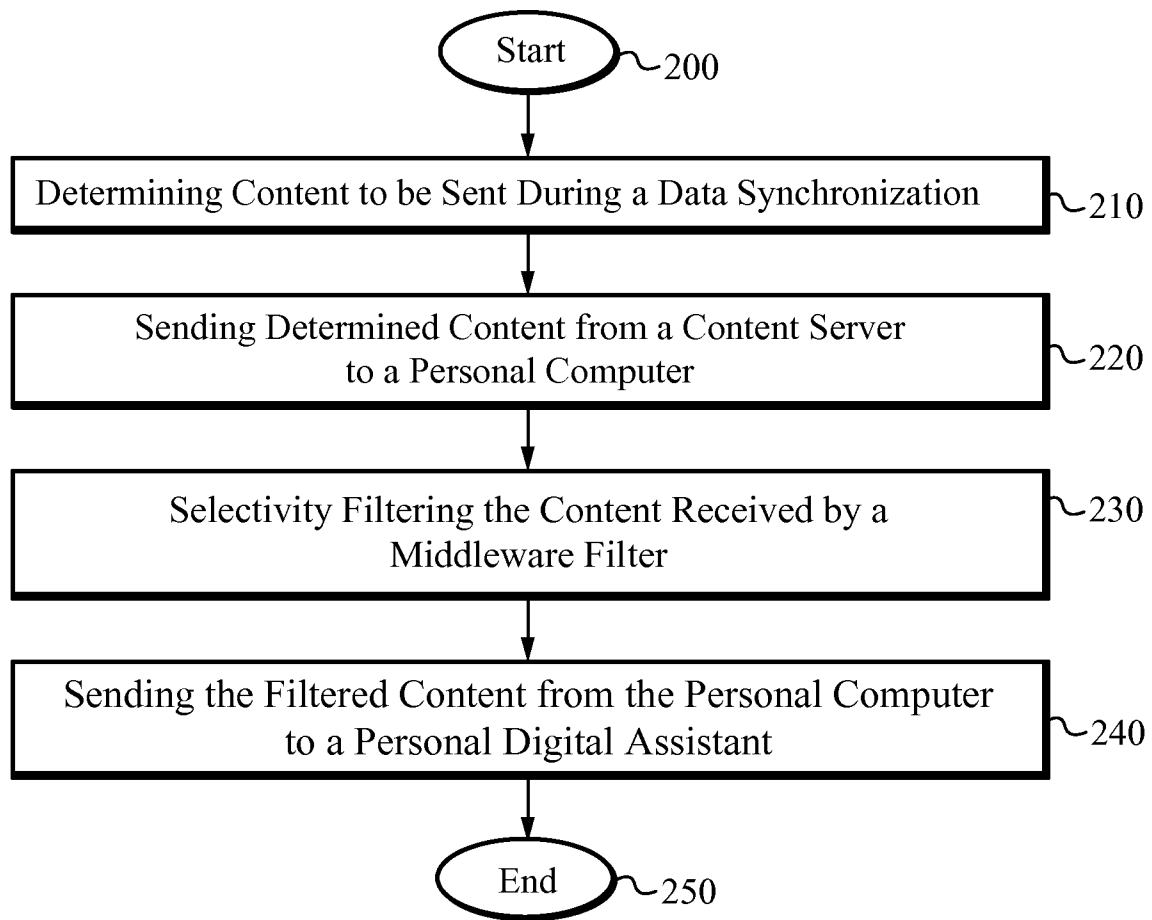 Start
200
Determining Content to be Sent During a Data Synchronization
210
Sending Determined Content from a Content Server
to a Personal Computer
220
Selectivity Filtering the Content Received by a
Middleware Filter
230
Sending the Filtered Content from the Personal Computer
to a Personal Digital Assistant
240
End
250